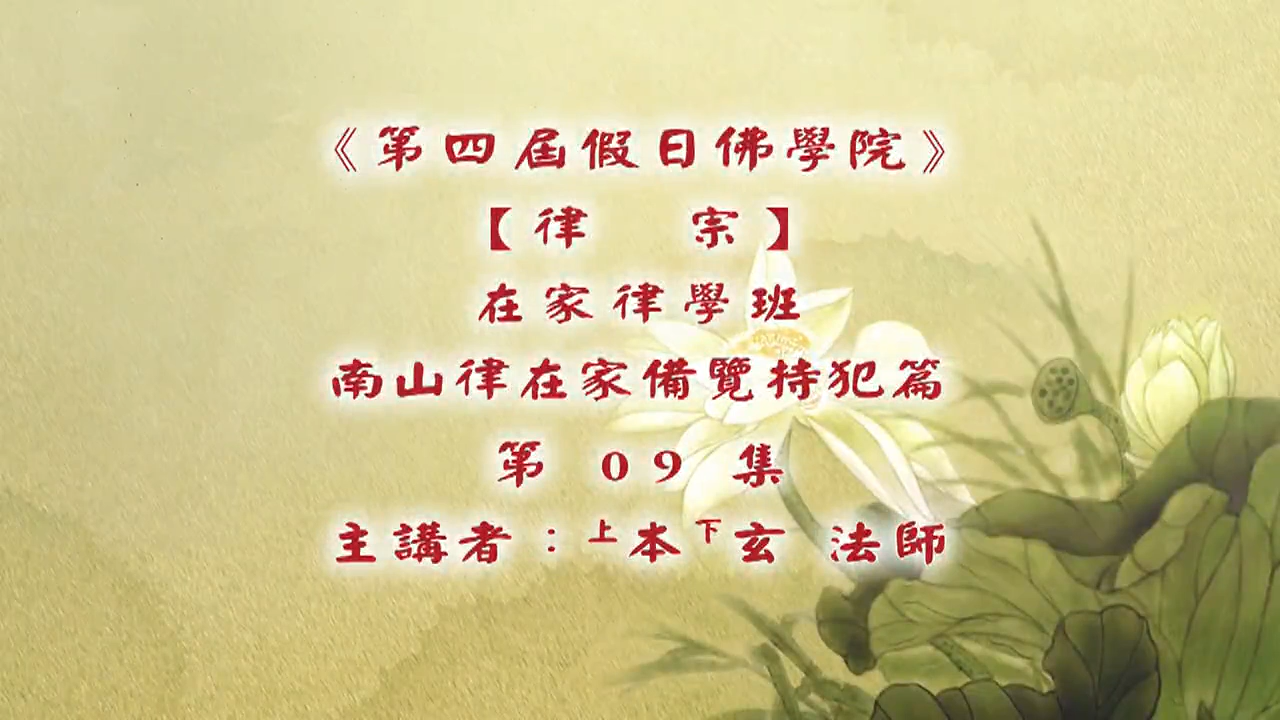 《第四屆假日佛學院》
【律 宗】
在家律學班
南山律在家備覽持犯篇
第 09 集
主講者：上本下玄 法師